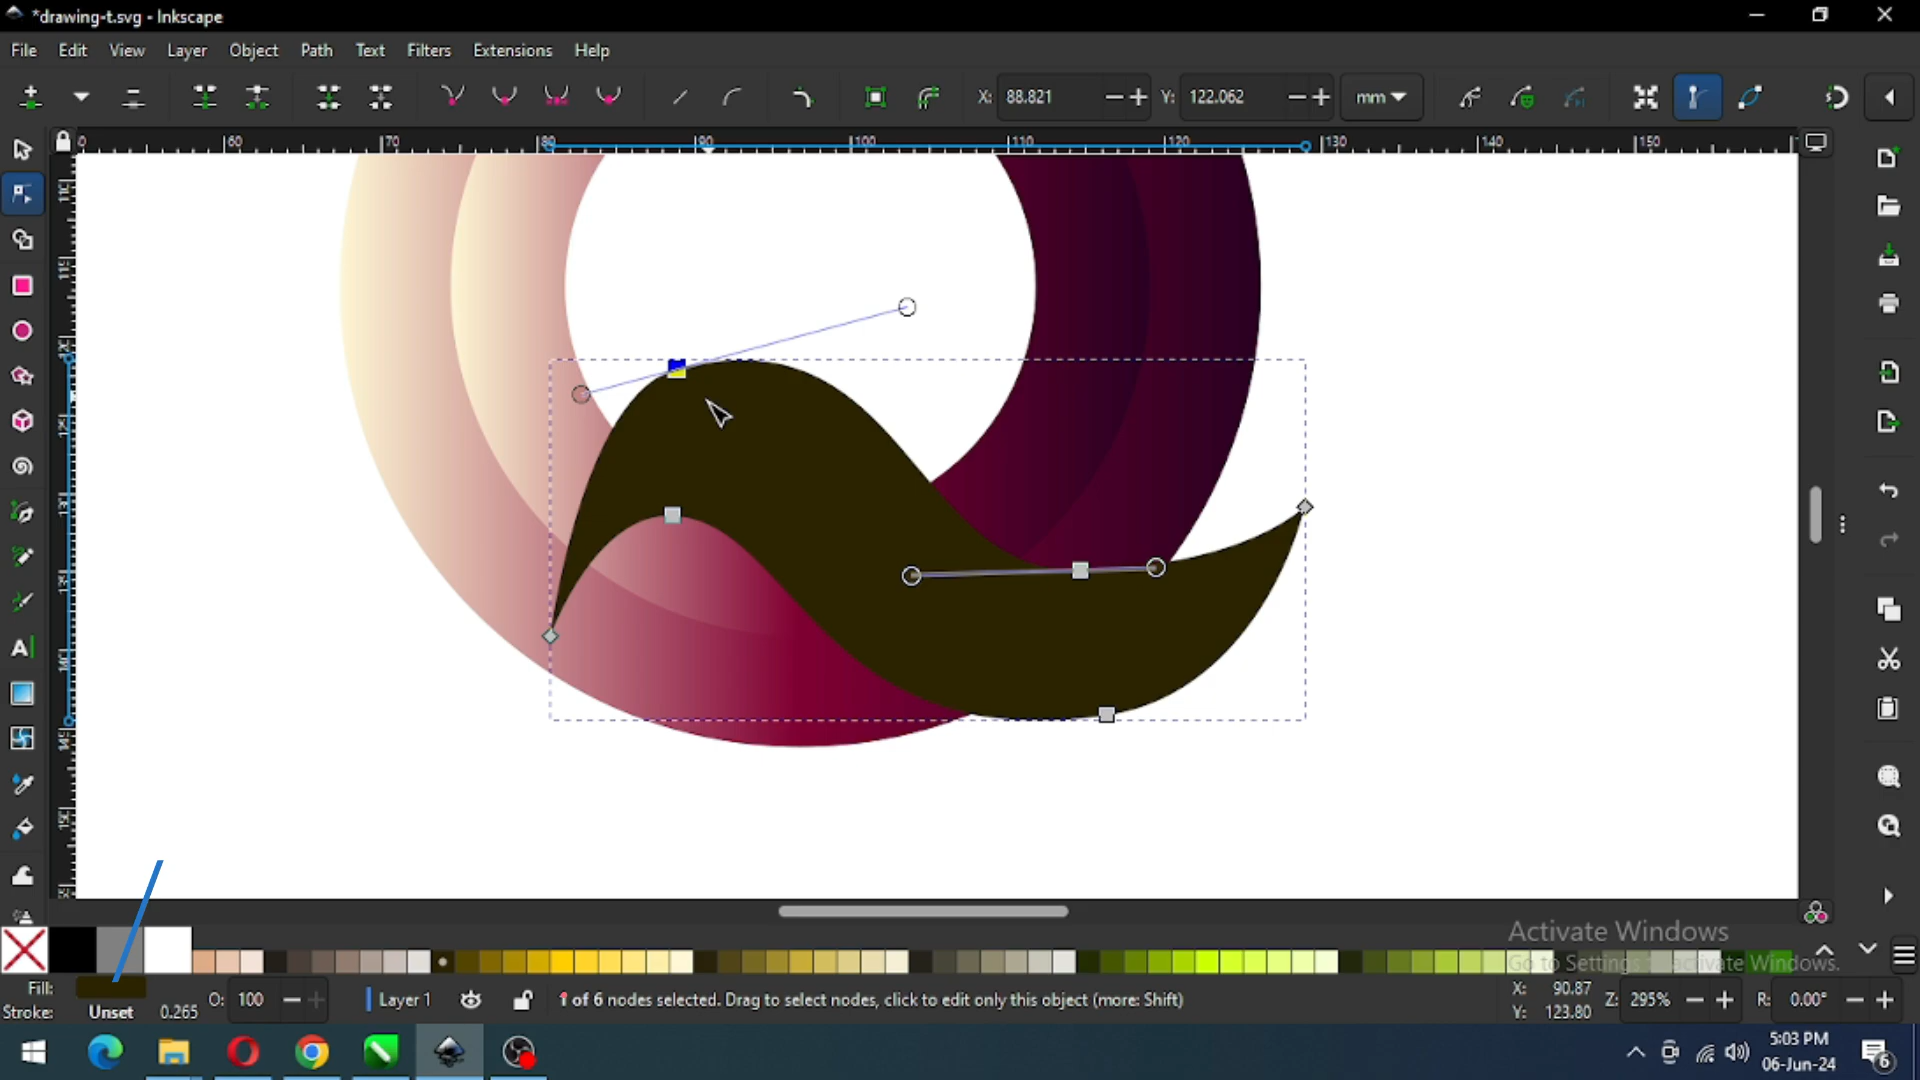 *drawing-t.svg - Inkscape
File Edit View Layer Object Path Text Filters Extensions Help
X: 88.821 Y: 122.062 mm
60 70 80 90 100 110 120 130 140 150
Activate Windows
Go to Settings to activate Windows.
Fill:
Stroke: Unset 0.265 O: 100 Layer 1 1 of 6 nodes selected. Drag to select nodes, click to edit only this object (more: Shift)
X: 90.87
Y: 123.80
Z: 295% R: 0.00°
5:03 PM
06-Jun-24
6